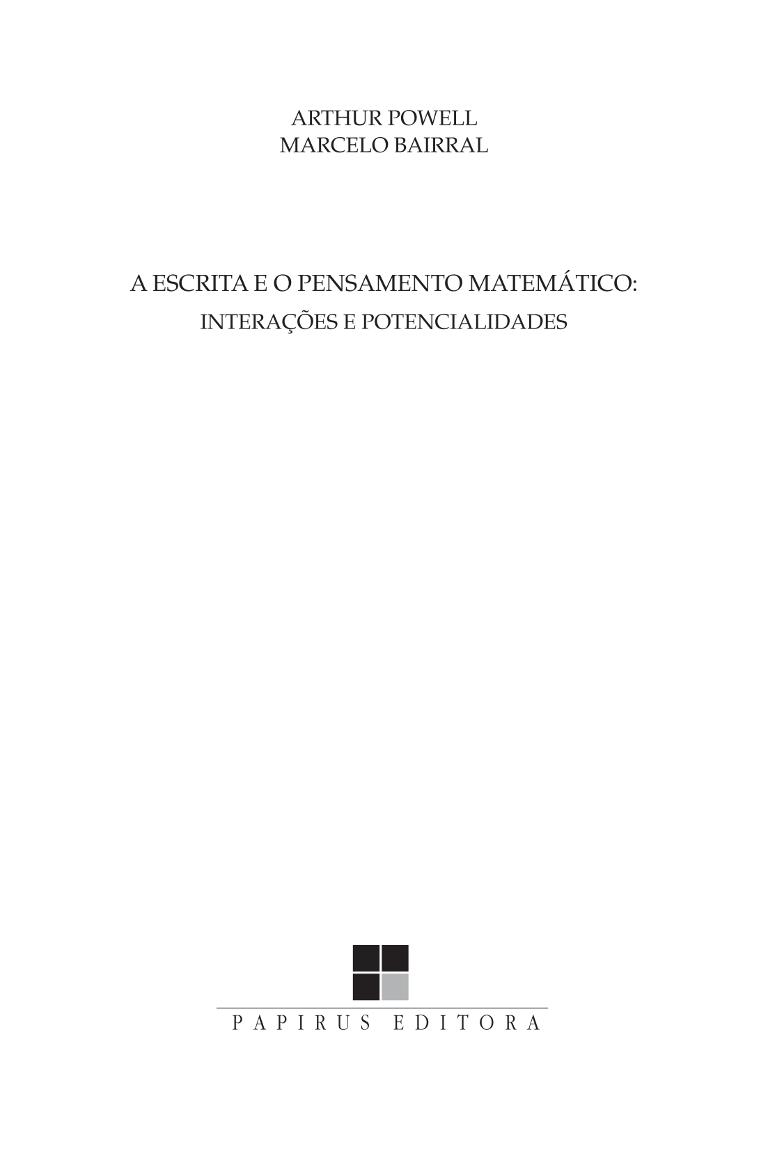 ARTHUR POWELL
MARCELO BAIRRAL
A ESCRITA E O PENSAMENTO MATEMÁTICO:
INTERAÇÕES E POTENCIALIDADES
PAPIRUS EDITORA